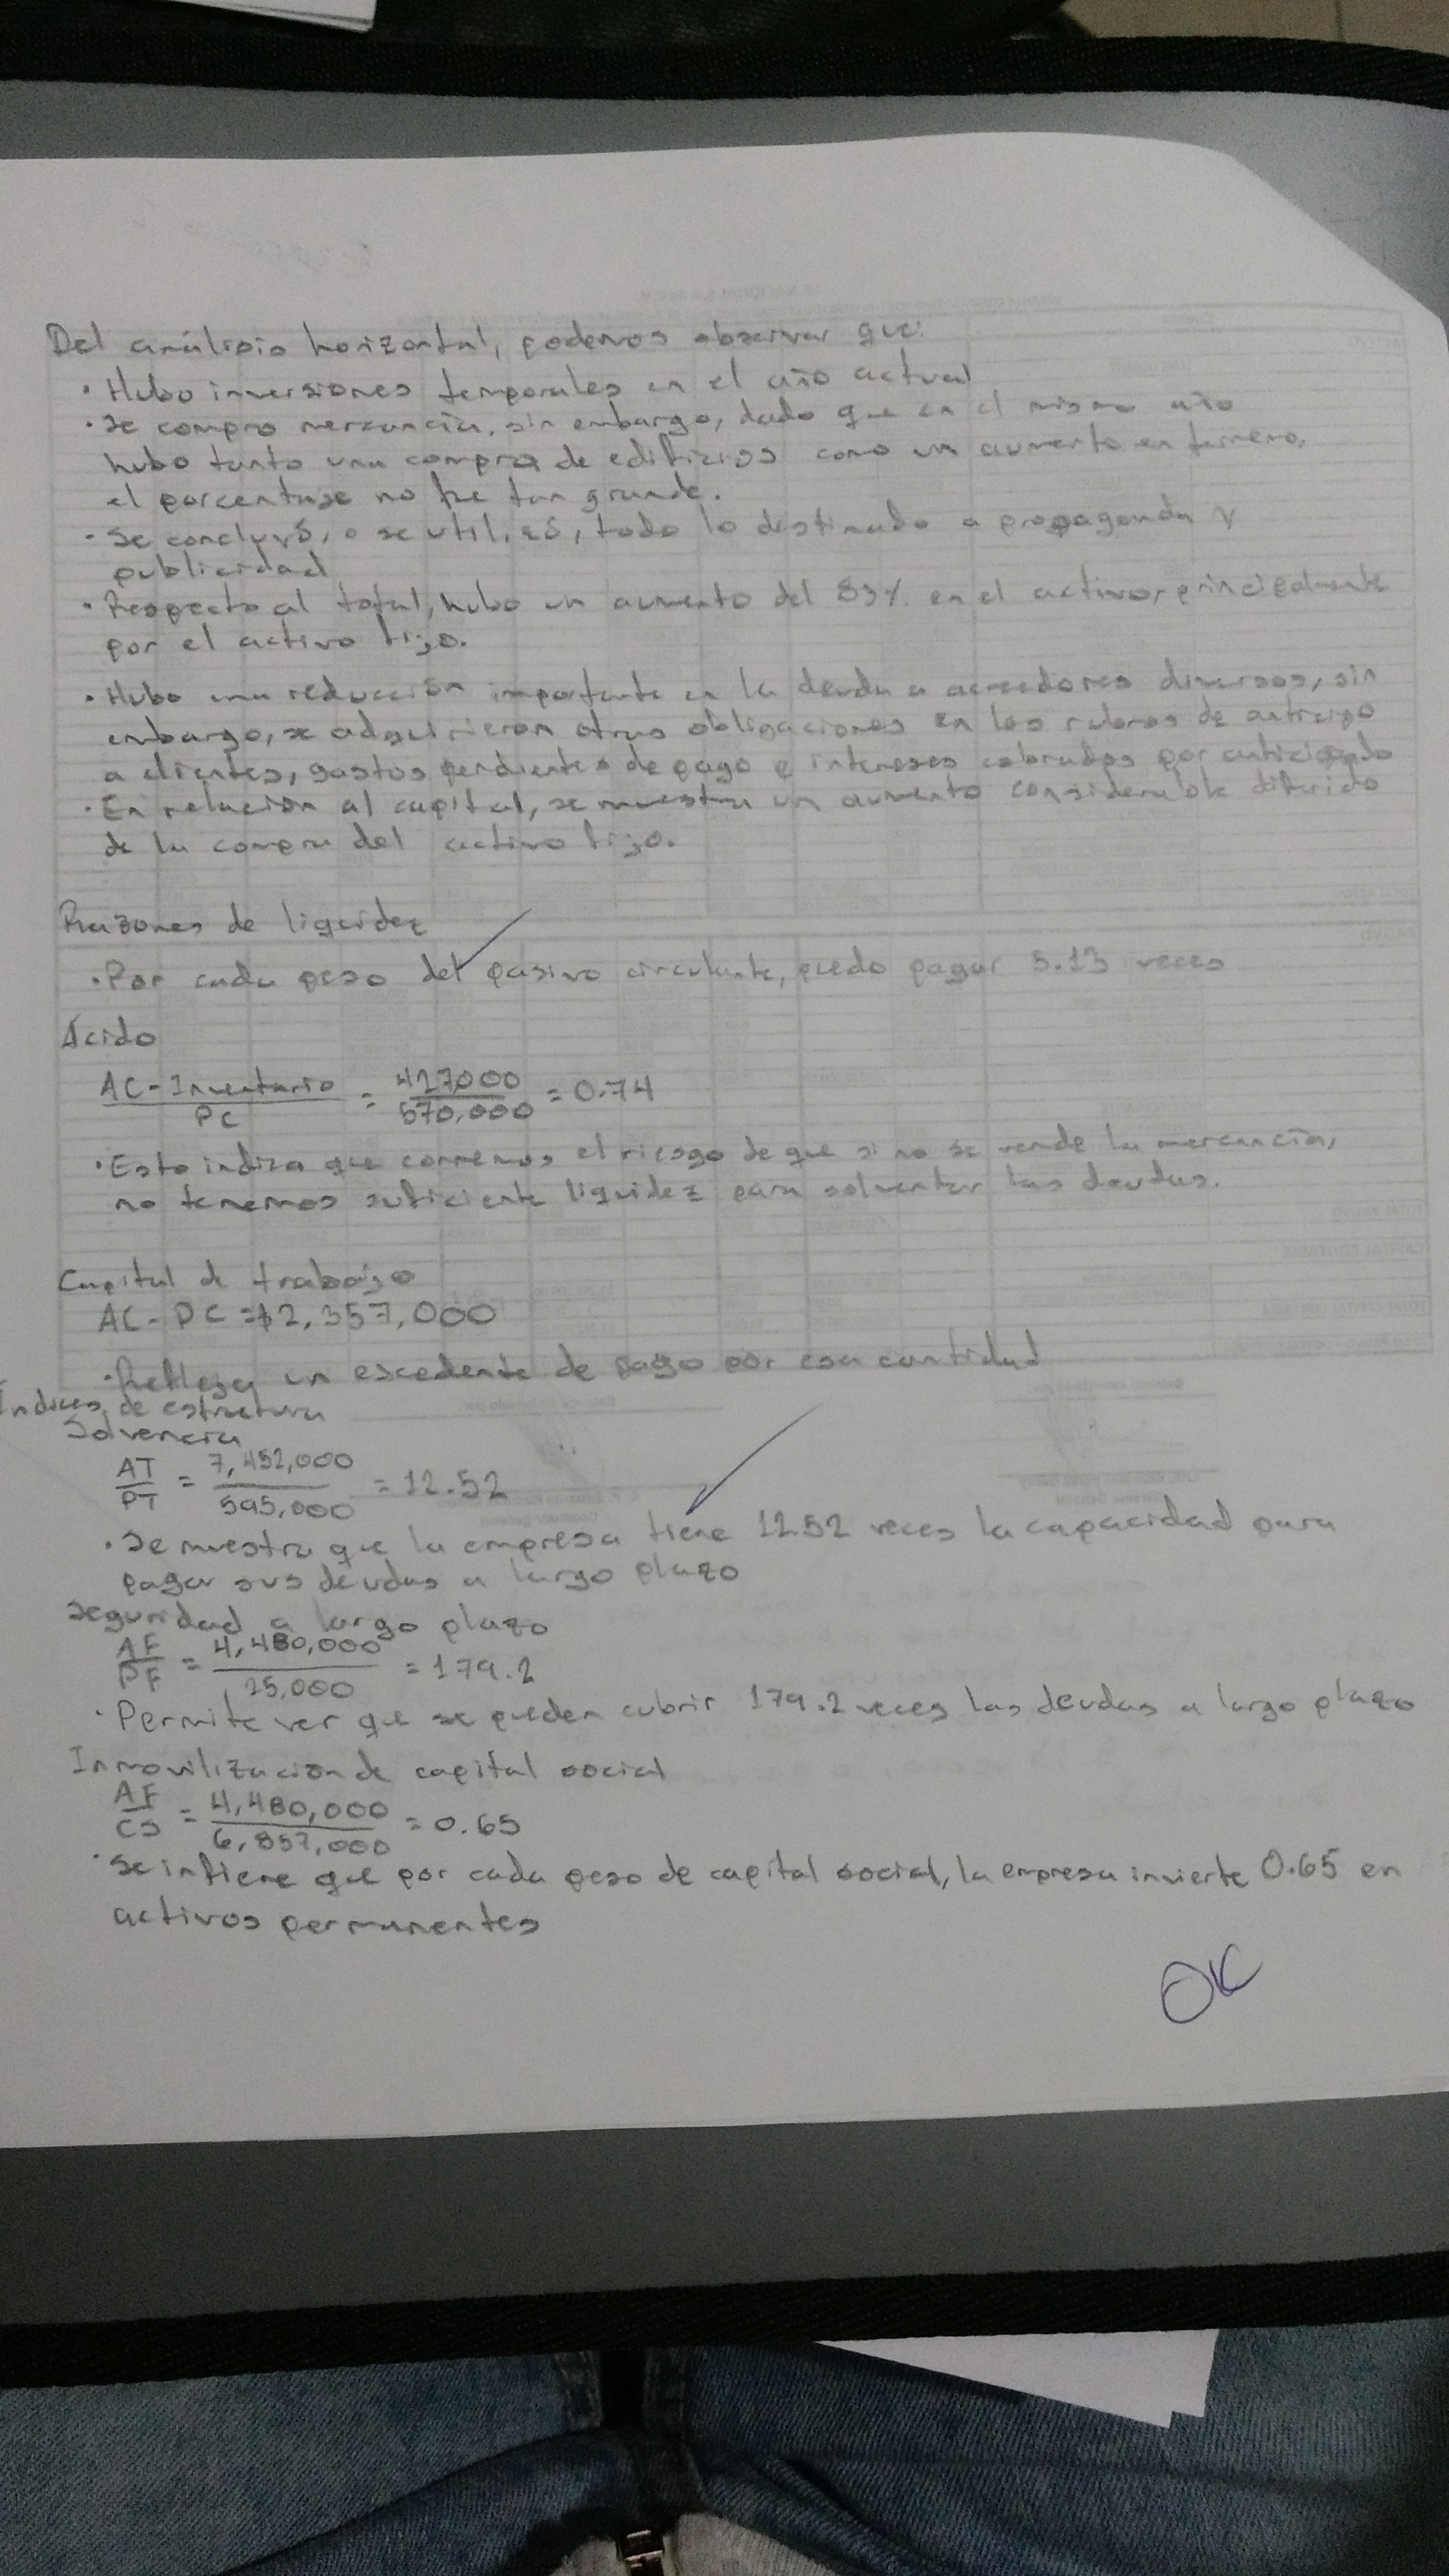 Del análisis horizontal, podemos observar que:
· Hubo inversiones temporales en el año actual
· Se compro mercancía, sin embargo, dado que en el mismo año
hubo tanto una compra de edificios como un aumento en terreno,
el porcentaje no fue tan grande.
· Se concluyó, o se utilizó, todo lo destinado a propaganda y
publicidad
· Respecto al total, hubo un aumento del 83% en el activo, principalmente
por el activo fijo.
· Hubo una reducción importante en la deuda a acreedores diversos, sin
embargo, se adquirieron otras obligaciones en los rubros de anticipo
a clientes, gastos pendientes de pago e intereses cobrados por anticipado
· En relación al capital, se muestra un aumento considerable diferido
de la compra del activo fijo.
Razones de liquidez
· Por cada peso del pasivo circulante, puedo pagar 5.13 veces
Ácido
AC - Inventario / PC = 427000 / 570,000 = 0.74
· Esto indiza que corremos el riesgo de que si no se vende la mercancía,
no tenemos suficiente liquidez para solventar las deudas.
Capital de trabajo
AC - PC = $2,357,000
· Refleja un escedente de pago por esa cantidad
Índices de estructura
Solvencia
AT / PT = 7,452,000 / 595,000 = 12.52
· Se muestra que la empresa tiene 12.52 veces la capacidad para
pagar sus deudas a largo plazo
Seguridad a largo plazo
AF / PF = 4,480,000 / 25,000 = 179.2
· Permite ver que se pueden cubrir 179.2 veces las deudas a largo plazo
Inmovilización de capital social
AF / CS = 4,480,000 / 6,857,000 = 0.65
· Se infiere que por cada peso de capital social, la empresa invierte 0.65 en
activos permanentes
OK